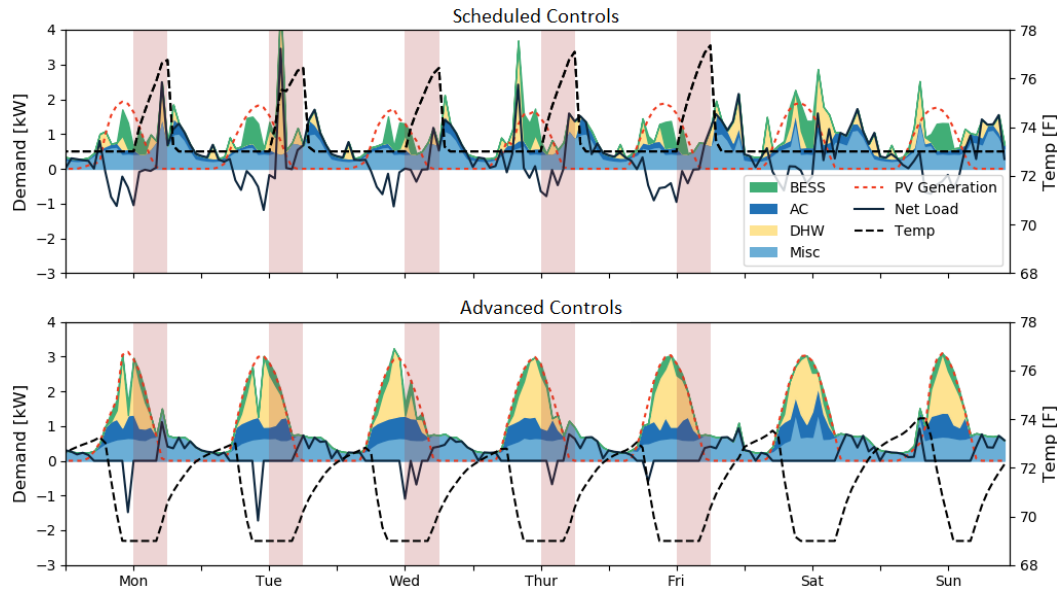 Scheduled Controls
4
3
2
1
0
−1
−2
−3
Demand [kW]
78
76
74
72
70
68
Temp [F]
BESS
AC
DHW
Misc
PV Generation
Net Load
Temp
Advanced Controls
4
3
2
1
0
−1
−2
−3
Demand [kW]
78
76
74
72
70
68
Temp [F]
Mon Tue Wed Thur Fri Sat Sun